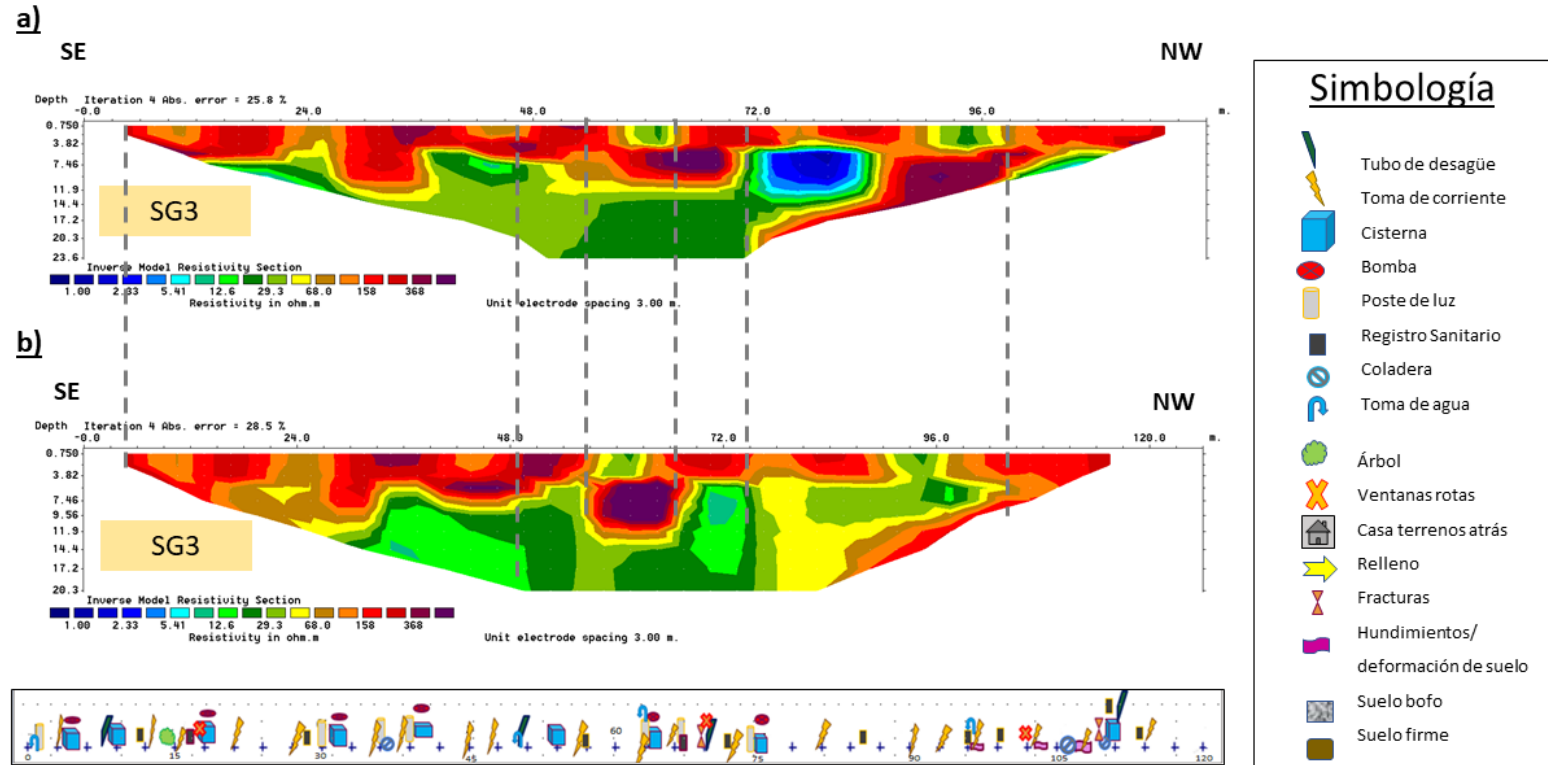 a)
SE
NW
Depth Iteration 4 Abs. error = 25.8 %
-0.0 24.0 48.0 72.0 96.0 m.
0.750
3.82
7.46
11.9
14.4
17.2
20.3
23.6
SG3
Inverse Model Resistivity Section
1.00 2.33 5.41 12.6 29.3 68.0 158 368
Resistivity in ohm.m
Unit electrode spacing 3.00 m.
b)
SE
NW
Depth Iteration 4 Abs. error = 28.5 %
-0.0 24.0 48.0 72.0 96.0 120.0 m.
0.750
3.82
7.46
9.56
11.9
14.4
17.2
20.3
SG3
Inverse Model Resistivity Section
1.00 2.33 5.41 12.6 29.3 68.0 158 368
Resistivity in ohm.m
Unit electrode spacing 3.00 m.
0 15 30 45 60 75 90 105 120
Simbología
Tubo de desagüe
Toma de corriente
Cisterna
Bomba
Poste de luz
Registro Sanitario
Coladera
Toma de agua
Árbol
Ventanas rotas
Casa terrenos atrás
Relleno
Fracturas
Hundimientos/
deformación de suelo
Suelo bofo
Suelo firme